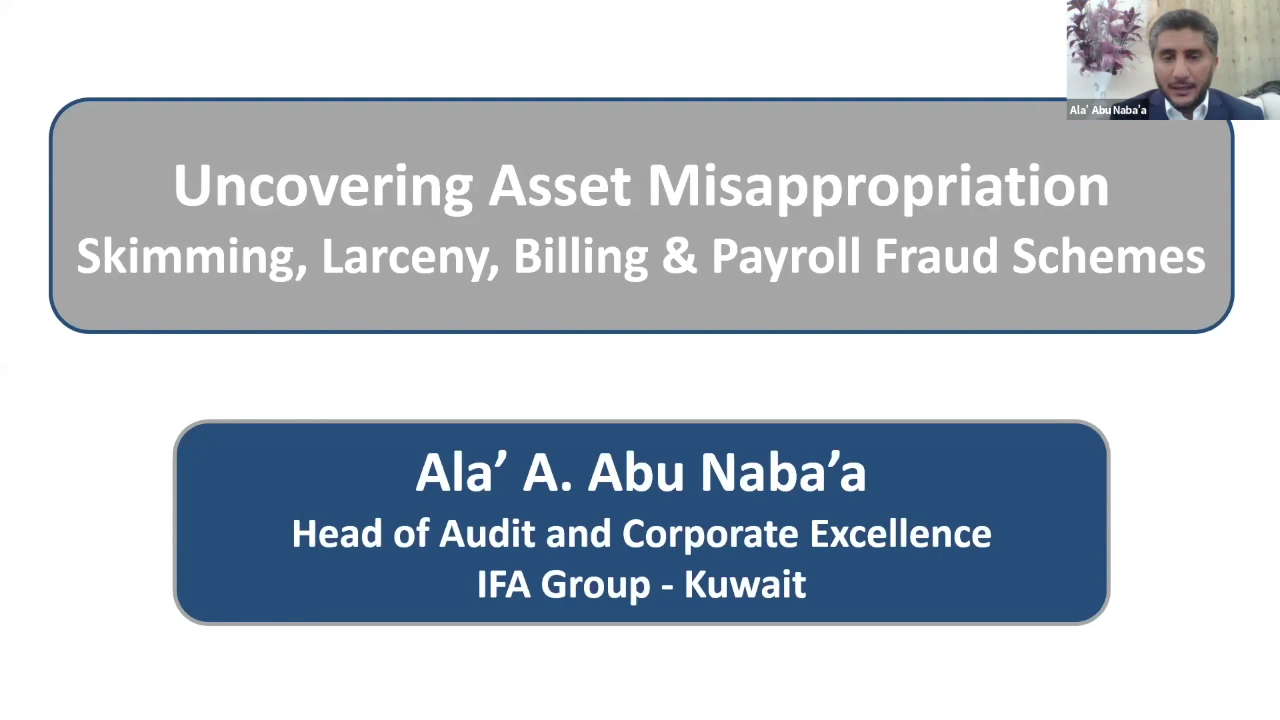 Ala' Abu Naba'a
Uncovering Asset Misappropriation
Skimming, Larceny, Billing & Payroll Fraud Schemes
Ala’ A. Abu Naba’a
Head of Audit and Corporate Excellence
IFA Group - Kuwait